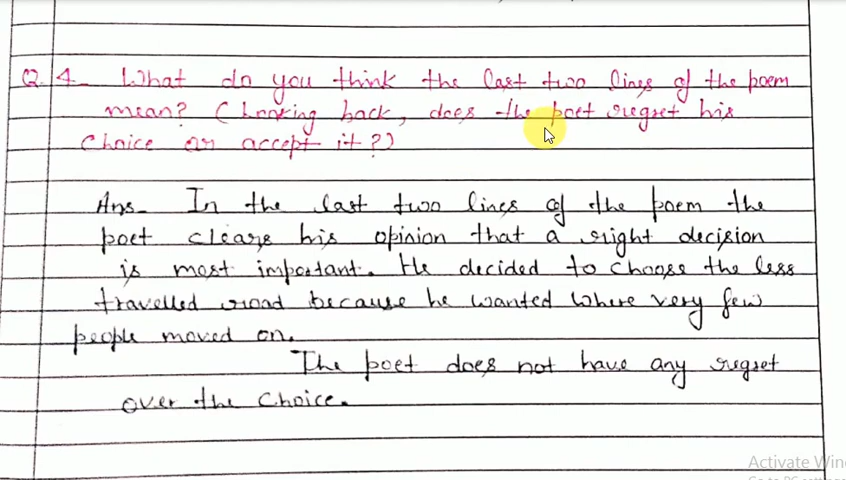 Q. 4- What do you think the last two lines of the poem
mean? (Looking back, does the poet regret his
Choice or accept it?)
Ans- In the last two lines of the poem the
poet clears his opinion that a right decision
is most important. He decided to choose the less
travelled road because he wanted where very few
people moved on.
The poet does not have any regret
over the choice.
Activate Win